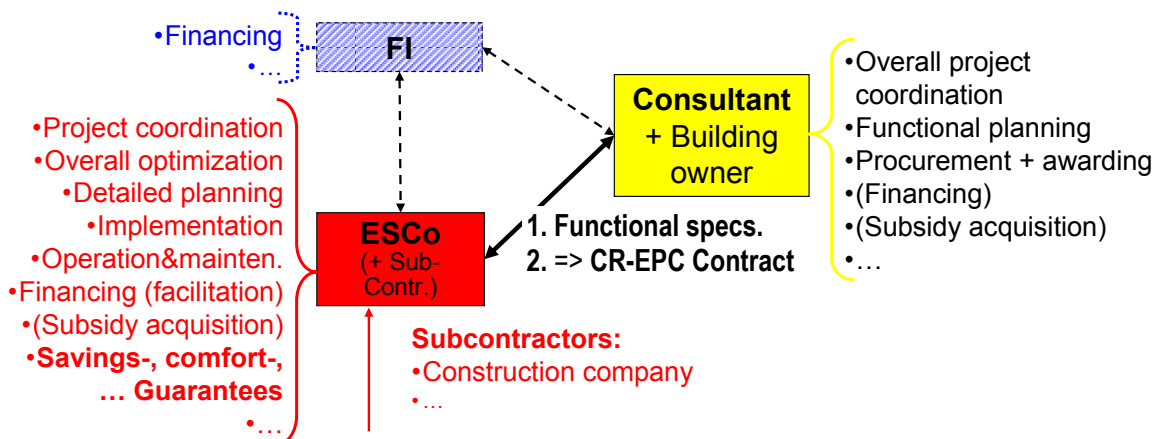 •Financing
•...
FI
•Project coordination
•Overall optimization
•Detailed planning
•Implementation
•Operation&mainten.
•Financing (facilitation)
•(Subsidy acquisition)
•Savings-, comfort-,
... Guarantees
•...
ESCo
(+ Sub-
Contr.)
1. Functional specs.
2. => CR-EPC Contract
Subcontractors:
•Construction company
•...
Consultant
+ Building
owner
•Overall project
coordination
•Functional planning
•Procurement + awarding
•(Financing)
•(Subsidy acquisition)
•...